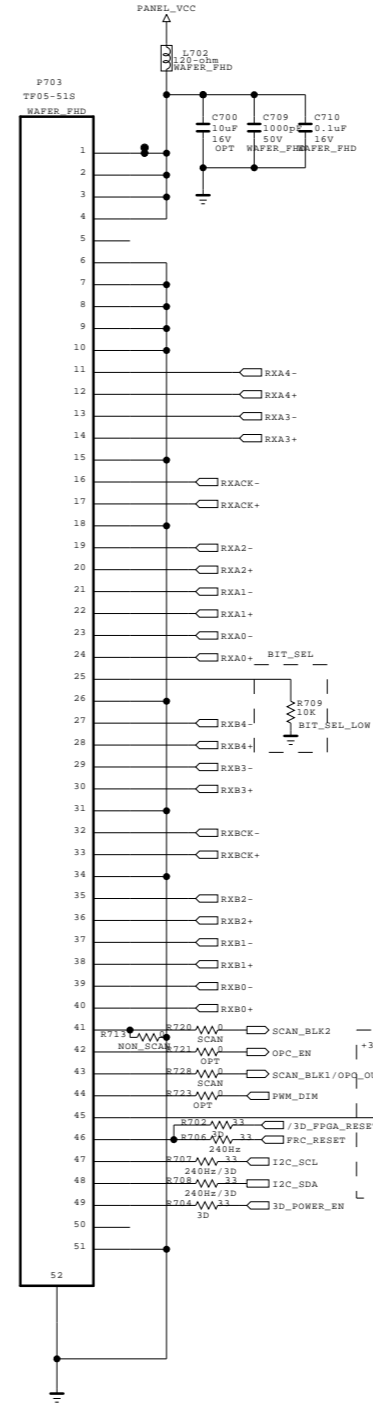 PANEL_VCC
L702
120-ohm
WAFER_FHD
P703
TF05-51S
WAFER_FHD
C700
10uF
16V
OPT
C709
1000pF
50V
WAFER_FHD
C710
0.1uF
16V
WAFER_FHD
1
2
3
4
5
6
7
8
9
10
11 RXA4-
12 RXA4+
13 RXA3-
14 RXA3+
15
16 RXACK-
17 RXACK+
18
19 RXA2-
20 RXA2+
21 RXA1-
22 RXA1+
23 RXA0-
24 RXA0+
BIT_SEL
25
R709
10K
BIT_SEL_LOW
26
27 RXB4-
28 RXB4+
29 RXB3-
30 RXB3+
31
32 RXBCK-
33 RXBCK+
34
35 RXB2-
36 RXB2+
37 RXB1-
38 RXB1+
39 RXB0-
40 RXB0+
41 R713 0 NON_SCAN
R720 0 SCAN_BLK2
SCAN
42 R721 0 OPC_EN
OPT
+3
43 R728 0 SCAN_BLK1/OPC_OU
SCAN
44 R723 0 PWM_DIM
OPT
45
R702 33 /3D_FPGA_RESET
3D
46 R706 33 FRC_RESET
240Hz
47 R707 33 I2C_SCL
240Hz/3D
48 R708 33 I2C_SDA
240Hz/3D
49 R704 33 3D_POWER_EN
3D
50
51
52